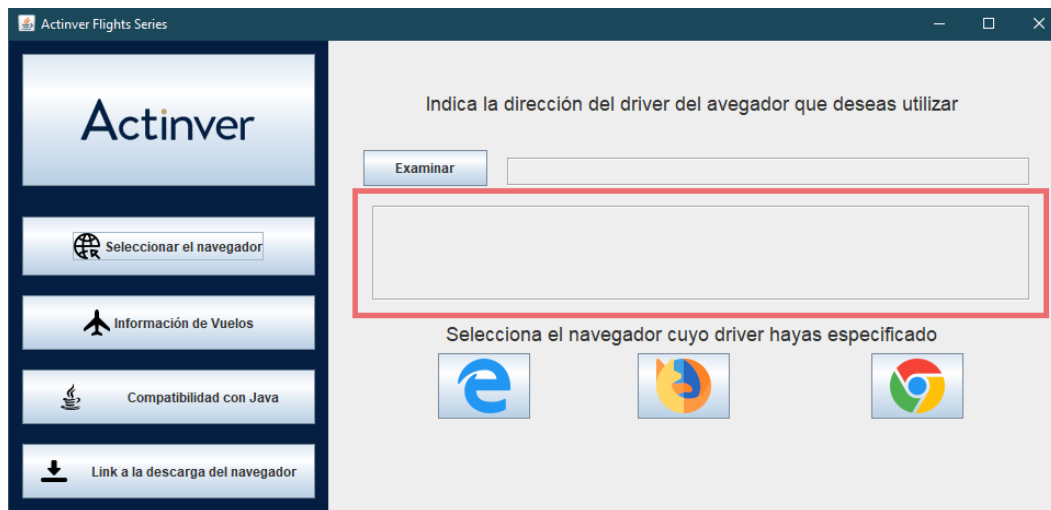 Actinver Flights Series
Actinver
Seleccionar el navegador
Información de Vuelos
Compatibilidad con Java
Link a la descarga del navegador
Indica la dirección del driver del avegador que deseas utilizar
Examinar
Selecciona el navegador cuyo driver hayas especificado